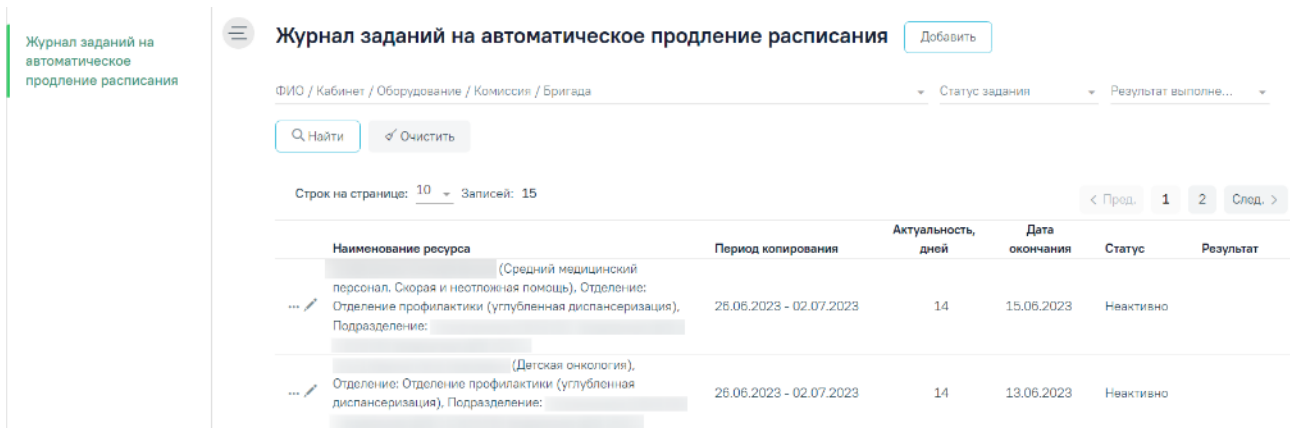 Журнал заданий на
автоматическое
продление расписания
Журнал заданий на автоматическое продление расписания
Добавить
ФИО / Кабинет / Оборудование / Комиссия / Бригада
Статус задания
Результат выполне...
Найти
Очистить
Строк на странице: 10 Записей: 15
< Пред. 1 2 След. >
Наименование ресурса
Период копирования
Актуальность,
дней
Дата
окончания
Статус
Результат
(Средний медицинский
персонал. Скорая и неотложная помощь), Отделение:
Отделение профилактики (углубленная диспансеризация),
Подразделение:
26.06.2023 - 02.07.2023
14
15.06.2023
Неактивно
(Детская онкология),
Отделение: Отделение профилактики (углубленная
диспансеризация), Подразделение:
26.06.2023 - 02.07.2023
14
13.06.2023
Неактивно